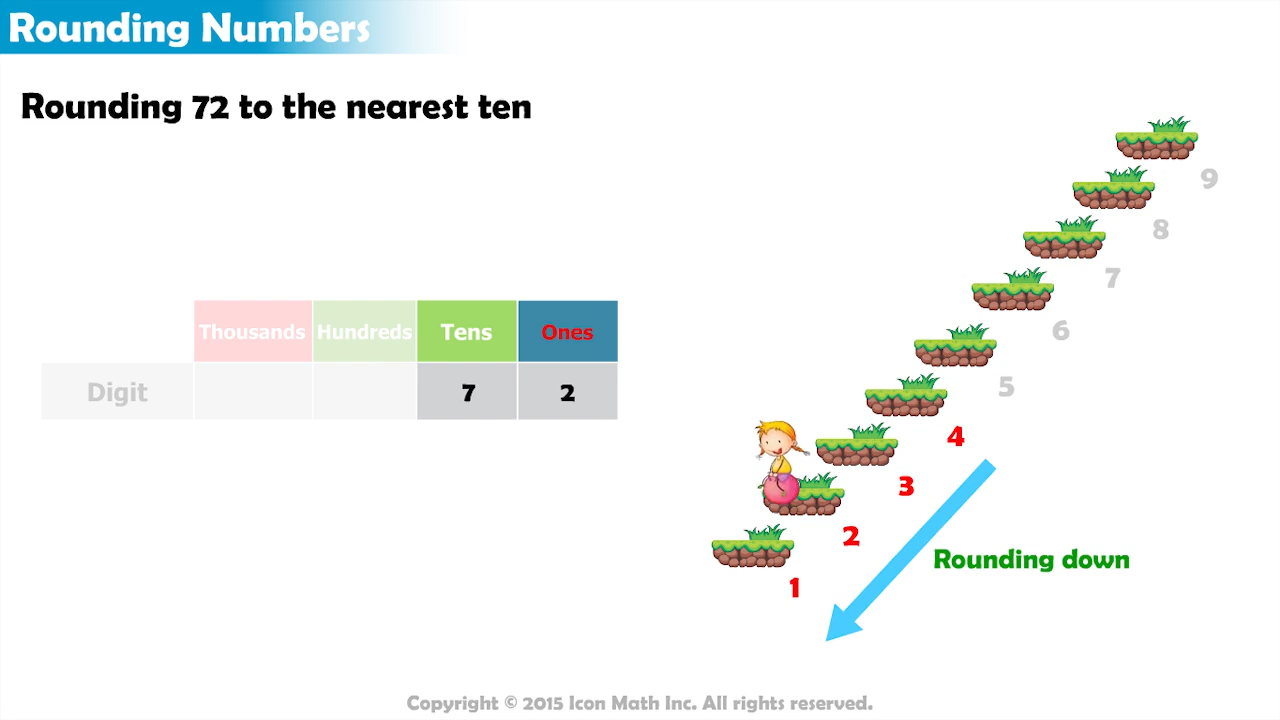 Rounding Numbers
Rounding 72 to the nearest ten
Thousands Hundreds Tens Ones
Digit 7 2
9
8
7
6
5
4
3
2
1
Rounding down
Copyright © 2015 Icon Math Inc. All rights reserved.